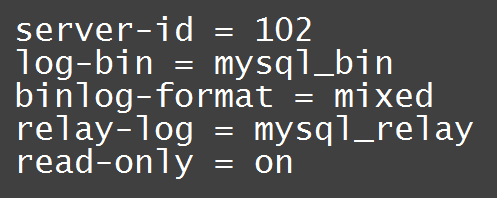 server-id = 102
log-bin = mysql_bin
binlog-format = mixed
relay-log = mysql_relay
read-only = on